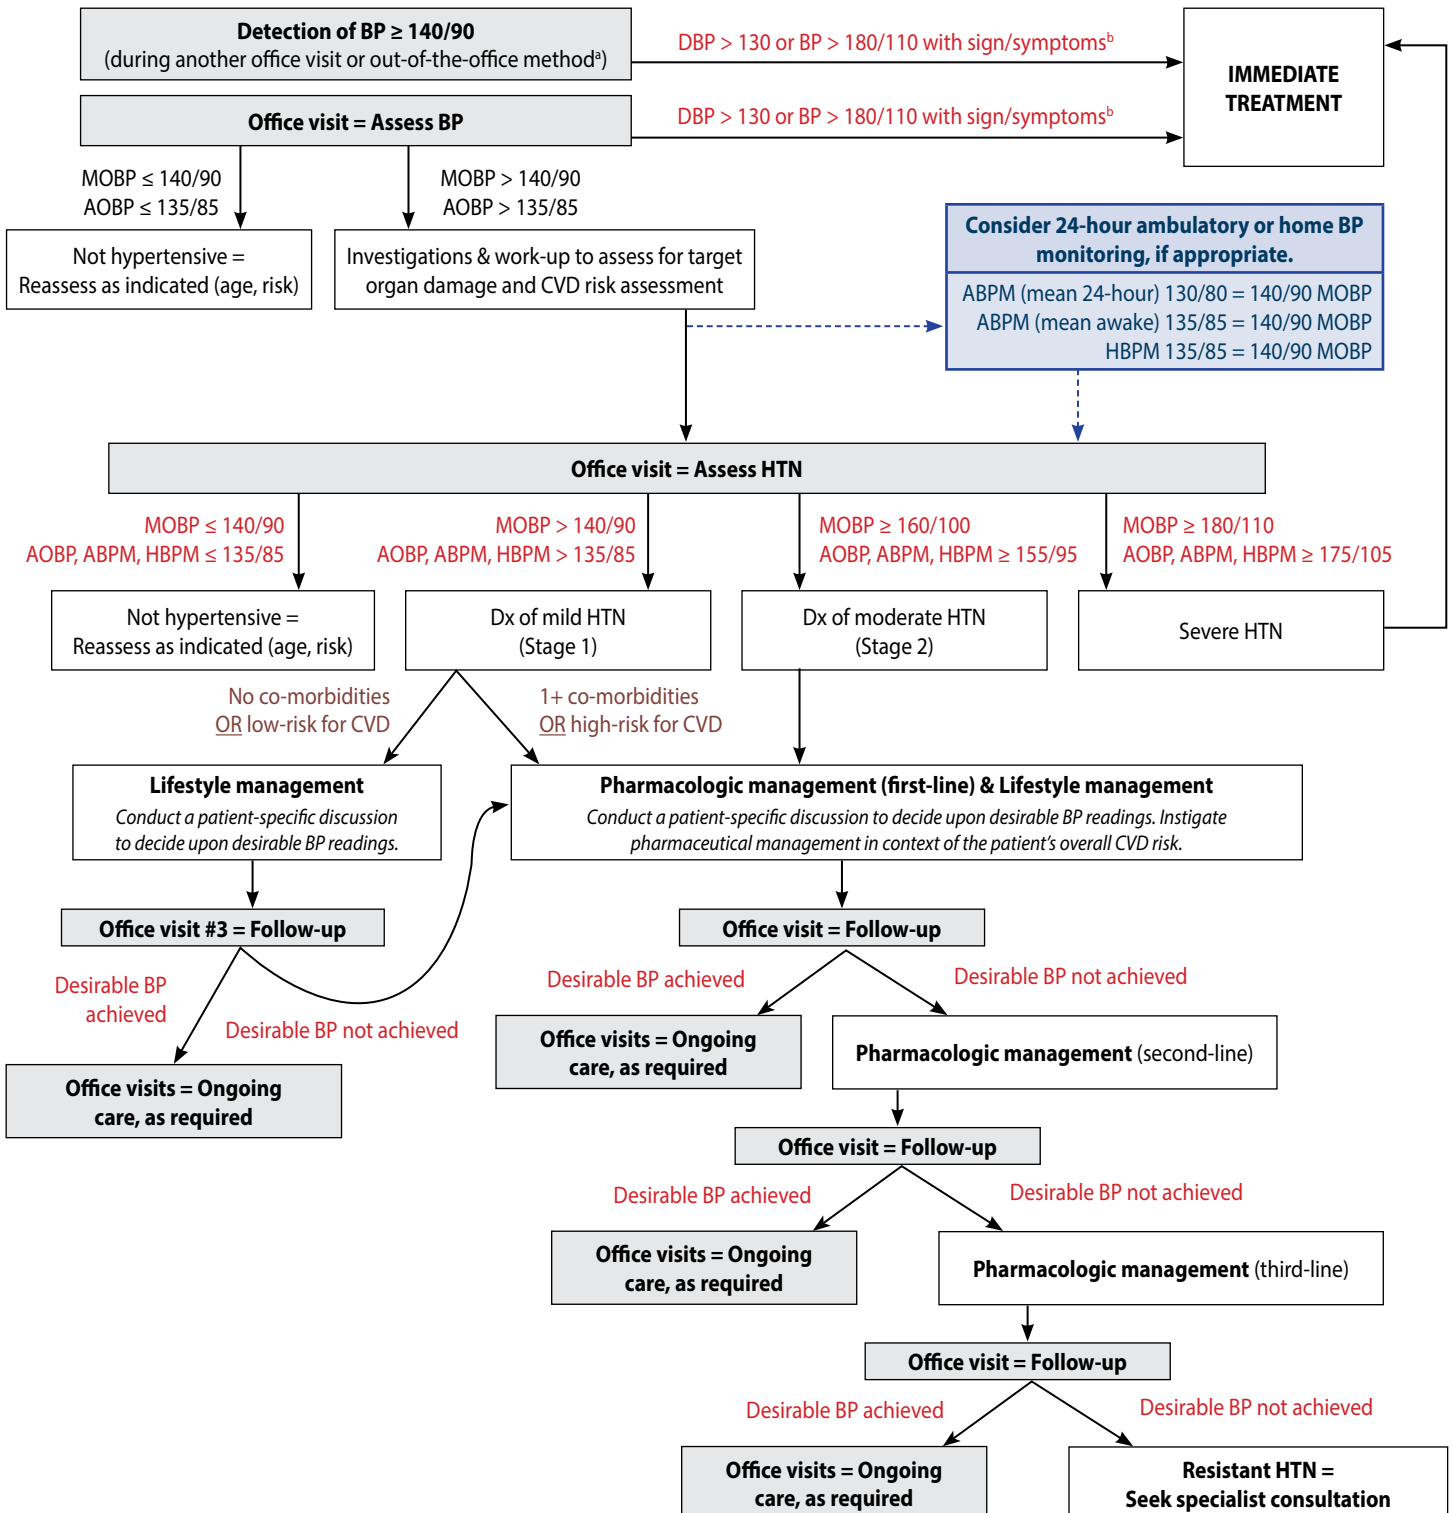 Detection of BP ≥ 140/90
(during another office visit or out-of-the-office methodᵃ)
DBP > 130 or BP > 180/110 with sign/symptomsᵇ
IMMEDIATE
TREATMENT
Office visit = Assess BP
DBP > 130 or BP > 180/110 with sign/symptomsᵇ
MOBP ≤ 140/90
AOBP ≤ 135/85
MOBP > 140/90
AOBP > 135/85
Not hypertensive =
Reassess as indicated (age, risk)
Investigations & work-up to assess for target
organ damage and CVD risk assessment
Consider 24-hour ambulatory or home BP
monitoring, if appropriate.
ABPM (mean 24-hour) 130/80 = 140/90 MOBP
ABPM (mean awake) 135/85 = 140/90 MOBP
HBPM 135/85 = 140/90 MOBP
Office visit = Assess HTN
MOBP ≤ 140/90
AOBP, ABPM, HBPM ≤ 135/85
MOBP > 140/90
AOBP, ABPM, HBPM > 135/85
MOBP ≥ 160/100
AOBP, ABPM, HBPM ≥ 155/95
MOBP ≥ 180/110
AOBP, ABPM, HBPM ≥ 175/105
Not hypertensive =
Reassess as indicated (age, risk)
Dx of mild HTN
(Stage 1)
Dx of moderate HTN
(Stage 2)
Severe HTN
No co-morbidities
OR low-risk for CVD
1+ co-morbidities
OR high-risk for CVD
Lifestyle management
Conduct a patient-specific discussion
to decide upon desirable BP readings.
Pharmacologic management (first-line) & Lifestyle management
Conduct a patient-specific discussion to decide upon desirable BP readings. Instigate
pharmaceutical management in context of the patient's overall CVD risk.
Office visit #3 = Follow-up
Office visit = Follow-up
Desirable BP
achieved
Desirable BP not achieved
Desirable BP achieved
Desirable BP not achieved
Office visits = Ongoing
care, as required
Office visits = Ongoing
care, as required
Pharmacologic management (second-line)
Office visit = Follow-up
Desirable BP achieved
Desirable BP not achieved
Office visits = Ongoing
care, as required
Pharmacologic management (third-line)
Office visit = Follow-up
Desirable BP achieved
Desirable BP not achieved
Office visits = Ongoing
care, as required
Resistant HTN =
Seek specialist consultation